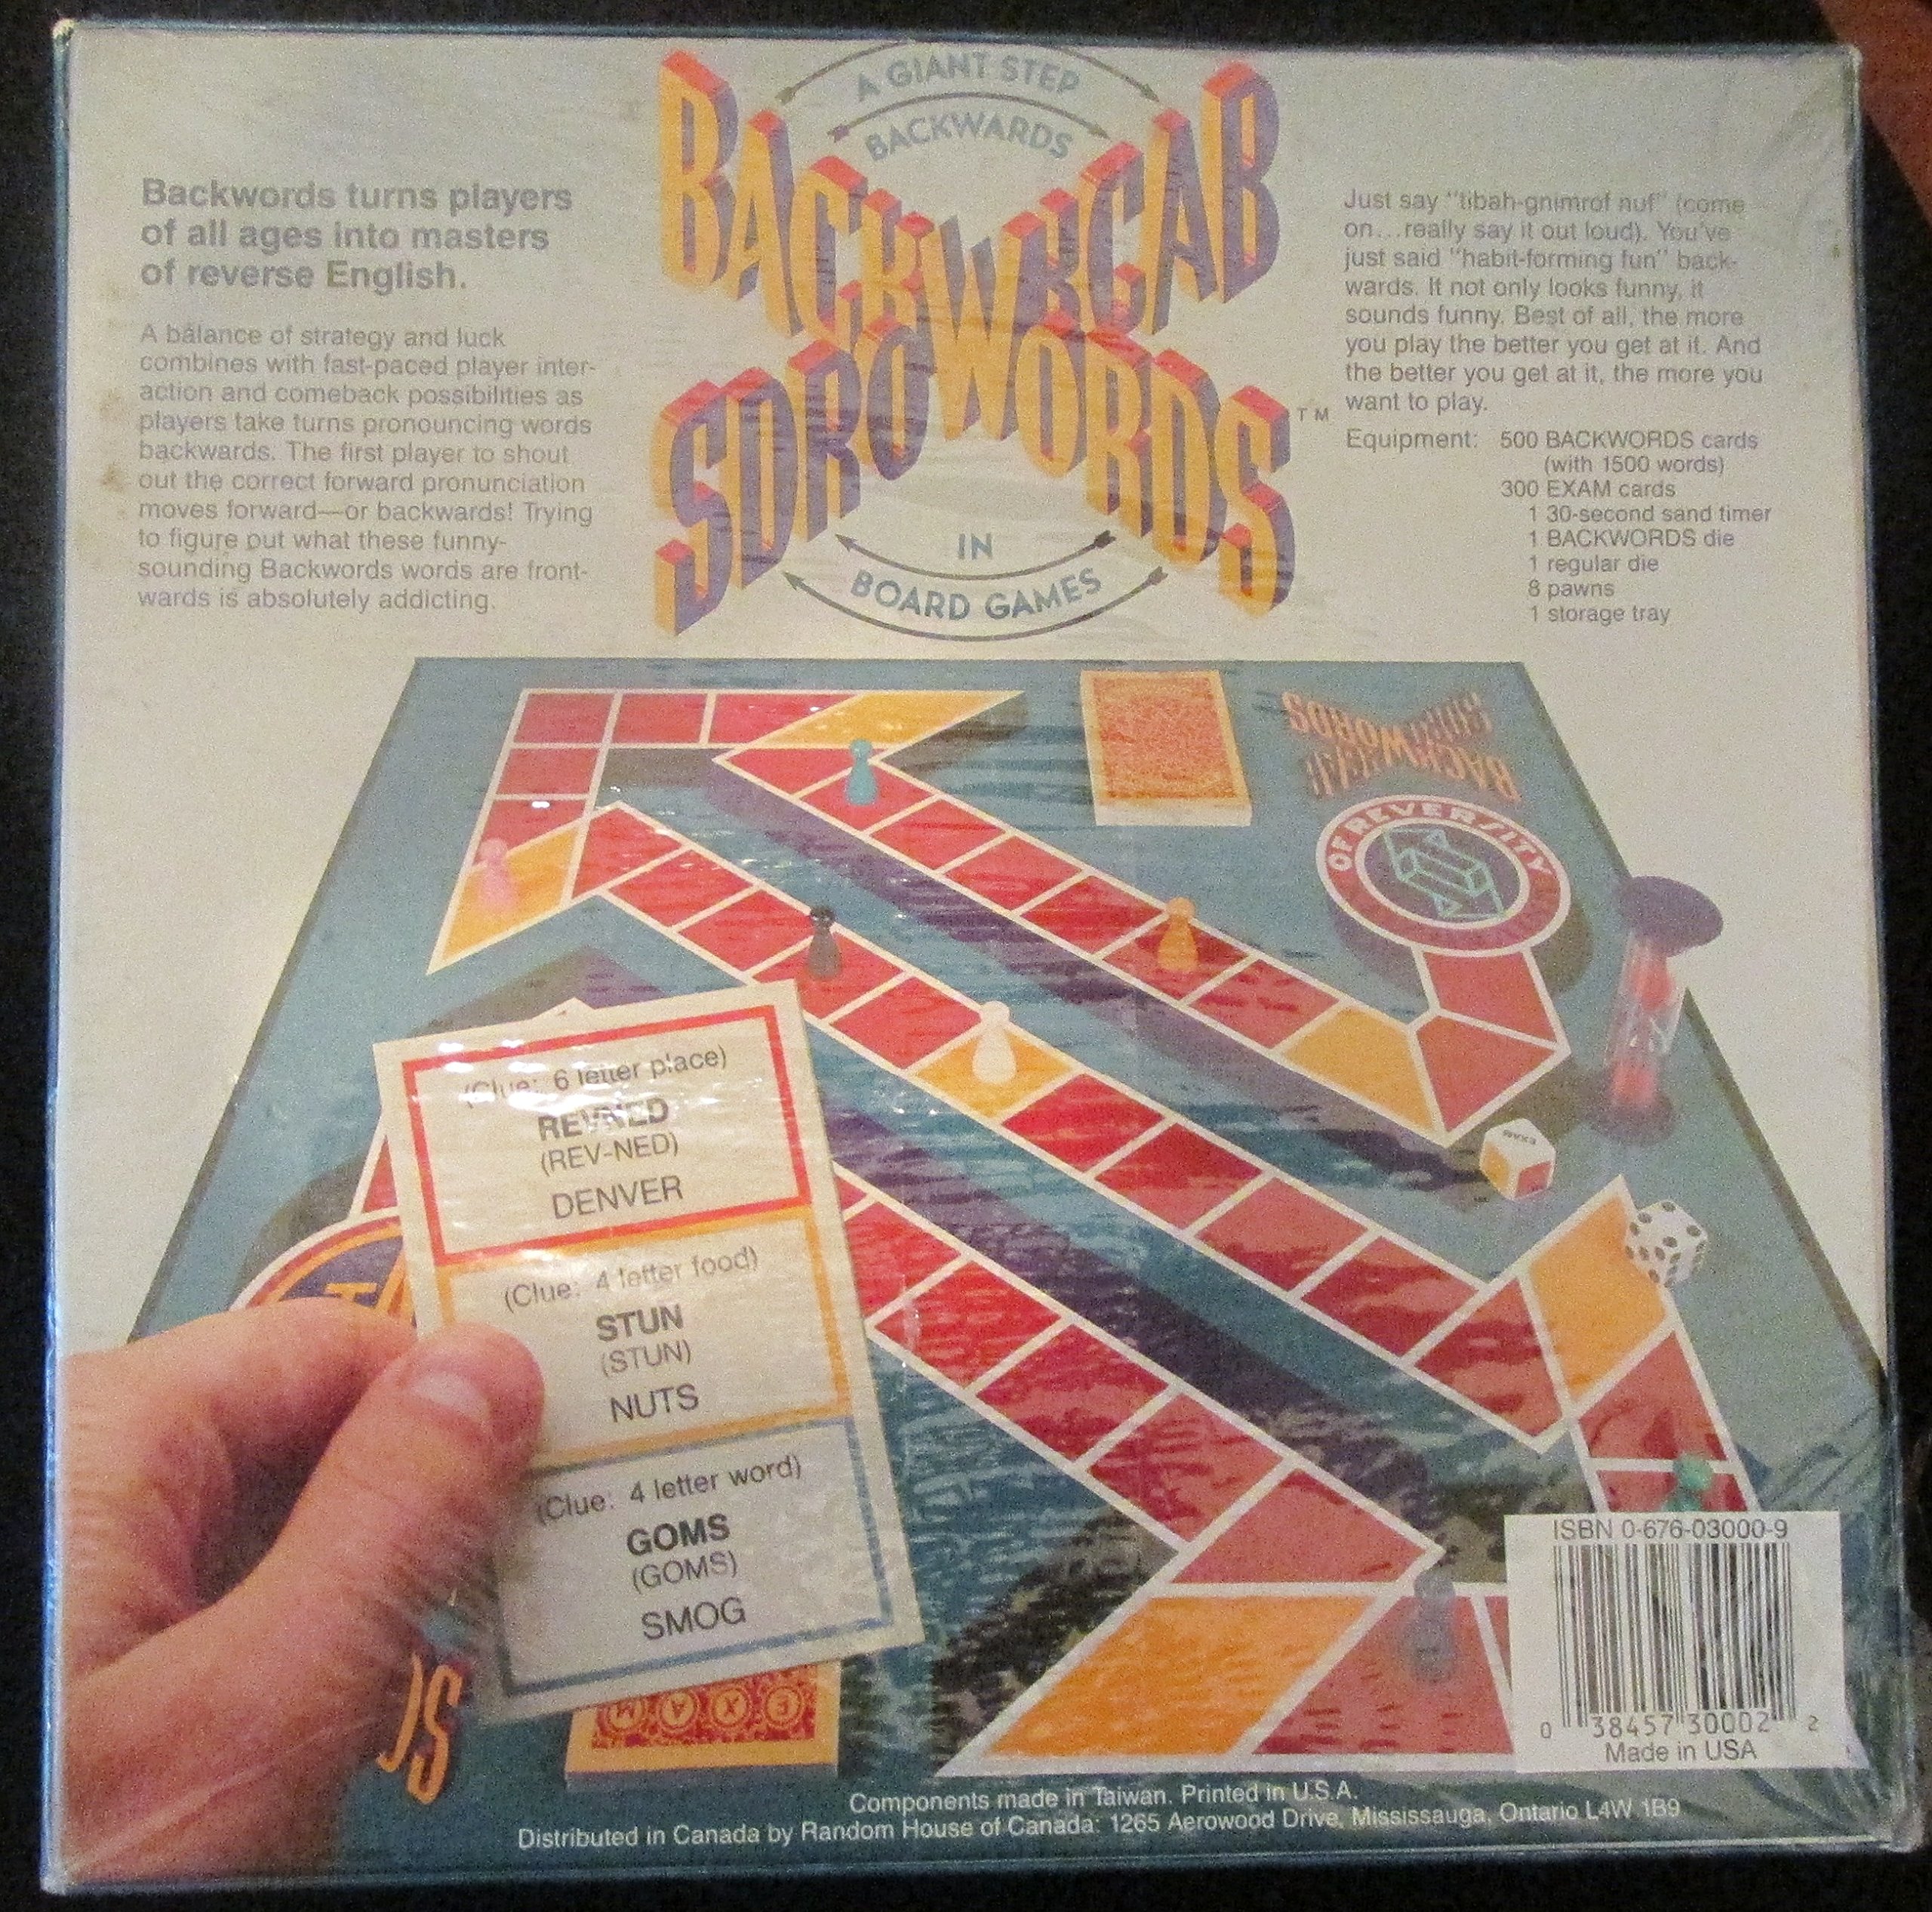 A GIANT STEP
BACKWARDS
BACKWKCAB
SDROWORDS
TM
IN
BOARD GAMES
Backwords turns players
of all ages into masters
of reverse English.
A balance of strategy and luck
combines with fast-paced player inter-
action and comeback possibilities as
players take turns pronouncing words
backwards. The first player to shout
out the correct forward pronunciation
moves forward—or backwards! Trying
to figure out what these funny-
sounding Backwords words are front-
wards is absolutely addicting.
Just say "tibah-gnimrof nuf" (come
on...really say it out loud). You've
just said "habit-forming fun" back-
wards. It not only looks funny, it
sounds funny. Best of all, the more
you play the better you get at it. And
the better you get at it, the more you
want to play.
Equipment: 500 BACKWORDS cards
(with 1500 words)
300 EXAM cards
1 30-second sand timer
1 BACKWORDS die
1 regular die
8 pawns
1 storage tray
SDROWORDS
BACKWKCAB
OF REVERSITY
EXAM
(Clue: 6 letter place)
REVNED
(REV-NED)
DENVER
(Clue: 4 letter food)
STUN
(STUN)
NUTS
(Clue: 4 letter word)
GOMS
(GOMS)
SMOG
DS
EXAM
ISBN 0-676-03000-9
0 38457 30002 2
Made in USA
Components made in Taiwan. Printed in U.S.A.
Distributed in Canada by Random House of Canada: 1265 Aerowood Drive, Mississauga, Ontario L4W 1B9